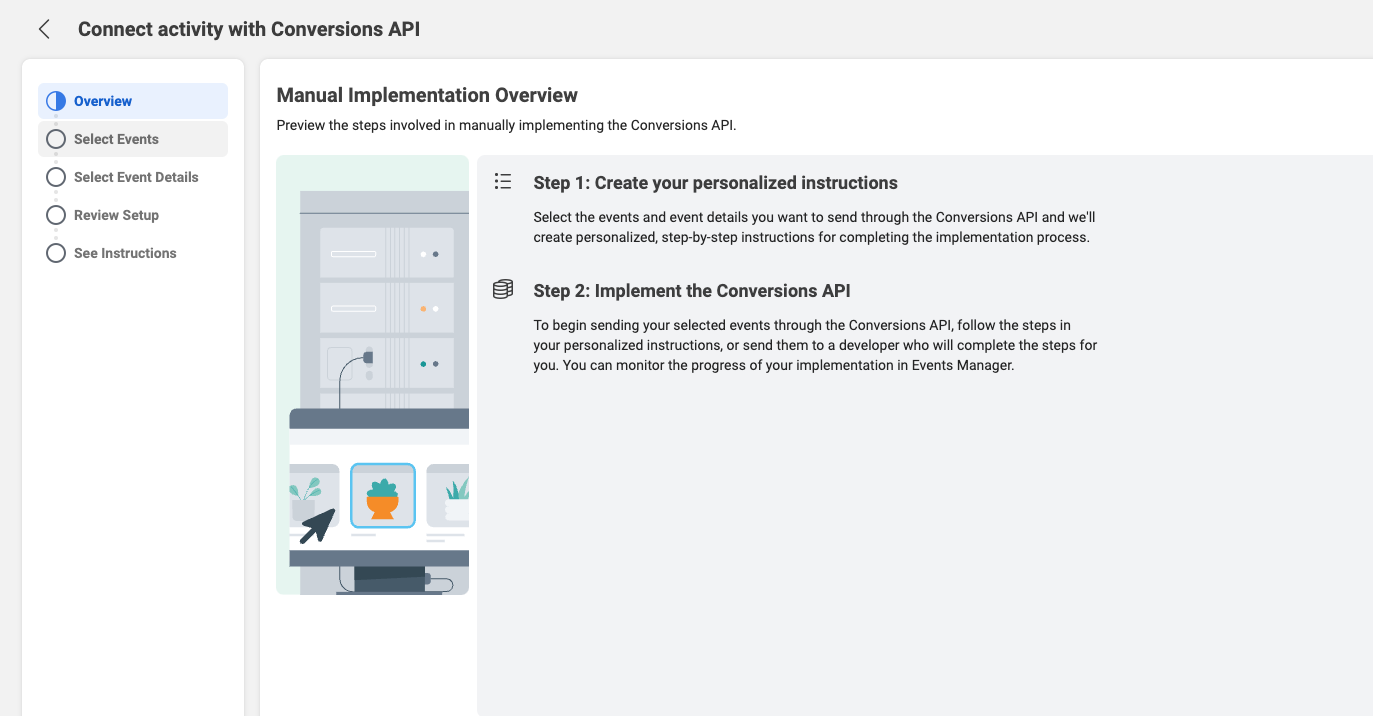 Connect activity with Conversions API
Overview
Select Events
Select Event Details
Review Setup
See Instructions
Manual Implementation Overview
Preview the steps involved in manually implementing the Conversions API.
Step 1: Create your personalized instructions
Select the events and event details you want to send through the Conversions API and we'll
create personalized, step-by-step instructions for completing the implementation process.
Step 2: Implement the Conversions API
To begin sending your selected events through the Conversions API, follow the steps in
your personalized instructions, or send them to a developer who will complete the steps for
you. You can monitor the progress of your implementation in Events Manager.